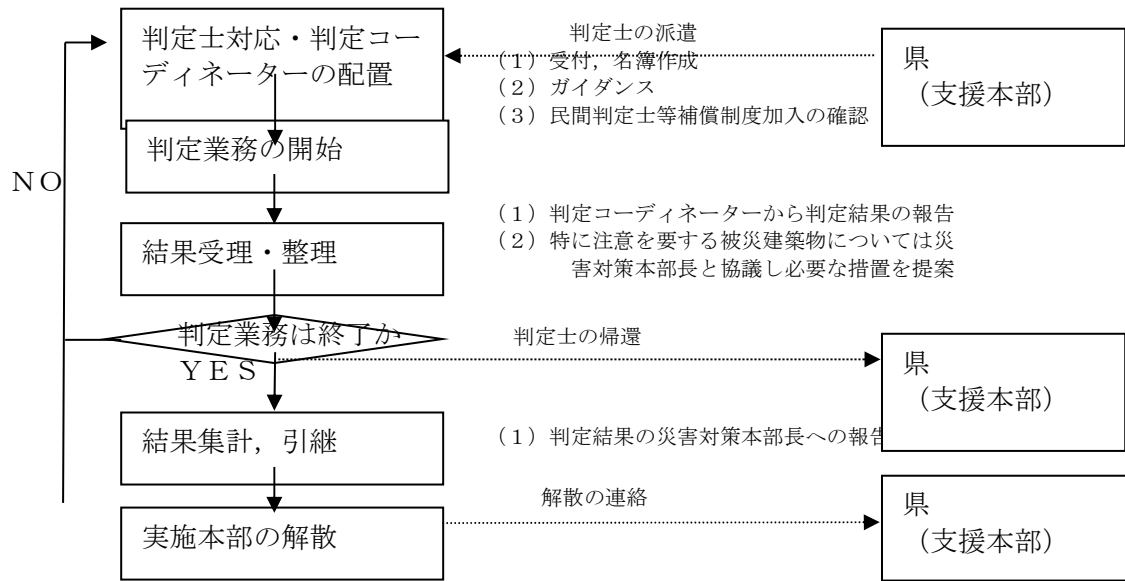 判定士対応・判定コー
ディネーターの配置
判定士の派遣
（１）受付，名簿作成
（２）ガイダンス
（３）民間判定士等補償制度加入の確認
県
（支援本部）
判定業務の開始
ＮＯ
結果受理・整理
（１）判定コーディネーターから判定結果の報告
（２）特に注意を要する被災建築物については災
害対策本部長と協議し必要な措置を提案
判定業務は終了か
ＹＥＳ
判定士の帰還
県
（支援本部）
結果集計，引継
（１）判定結果の災害対策本部長への報告
実施本部の解散
解散の連絡
県
（支援本部）